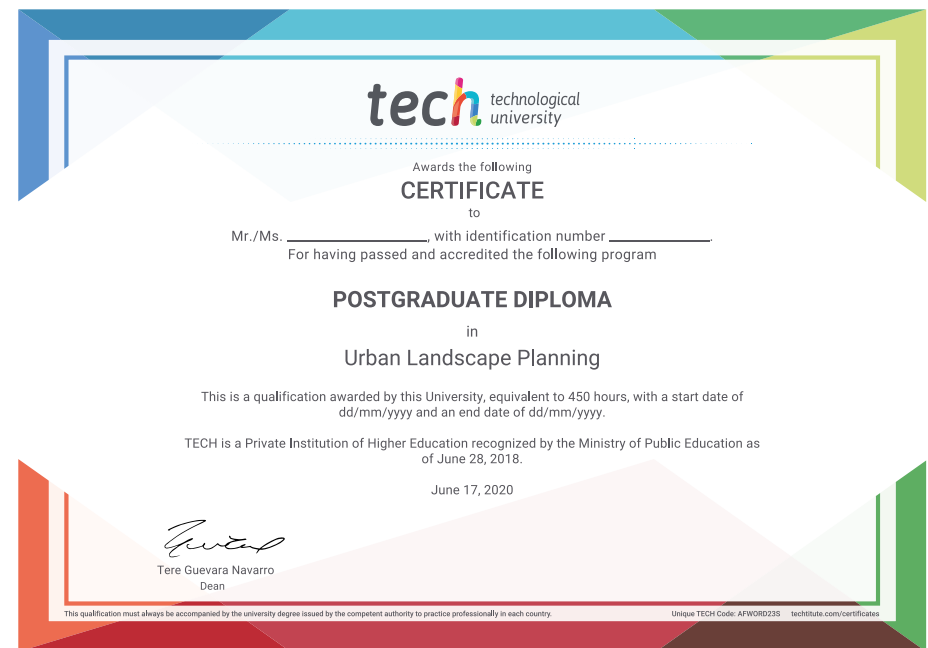 tech technological
university
Awards the following
CERTIFICATE
to
Mr./Ms. ____________, with identification number ____________.
For having passed and accredited the following program
POSTGRADUATE DIPLOMA
in
Urban Landscape Planning
This is a qualification awarded by this University, equivalent to 450 hours, with a start date of
dd/mm/yyyy and an end date of dd/mm/yyyy.
TECH is a Private Institution of Higher Education recognized by the Ministry of Public Education as
of June 28, 2018.
June 17, 2020
Tere Guevara Navarro
Dean
This qualification must always be accompanied by the university degree issued by the competent authority to practice professionally in each country. Unique TECH Code: AFWORD23S techtitute.com/certificates